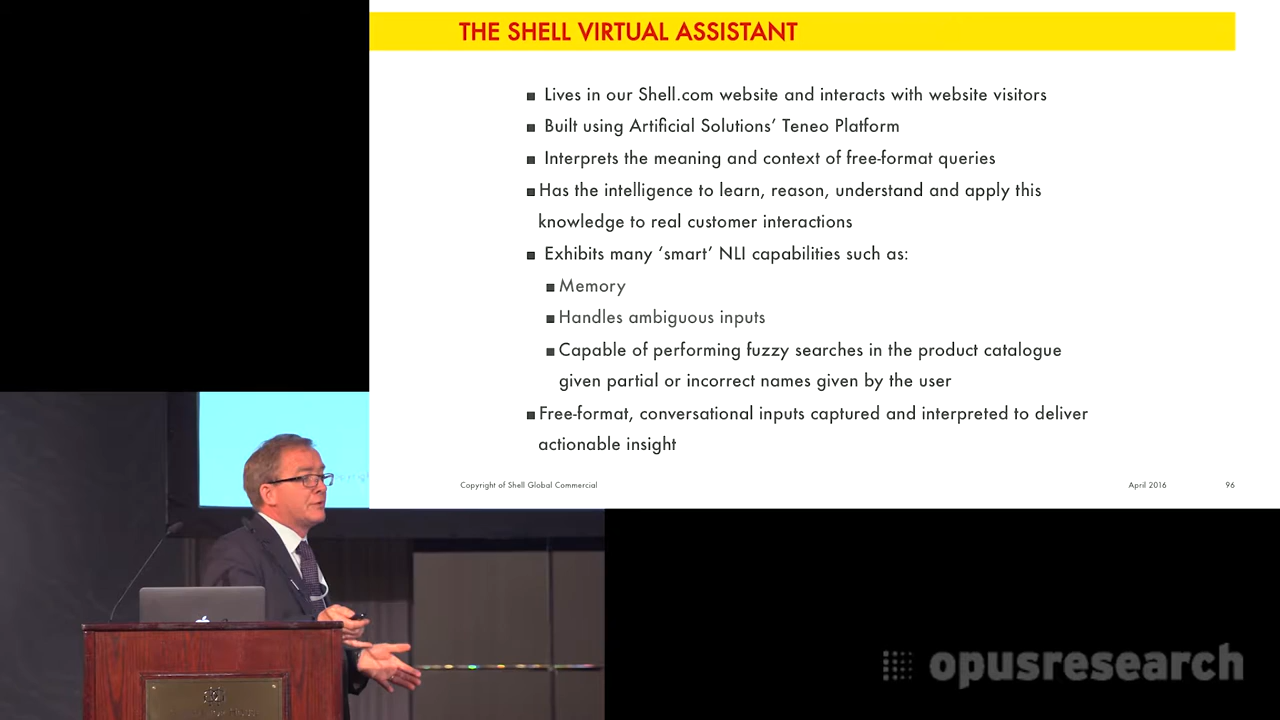 THE SHELL VIRTUAL ASSISTANT
■ Lives in our Shell.com website and interacts with website visitors
■ Built using Artificial Solutions’ Teneo Platform
■ Interprets the meaning and context of free-format queries
■ Has the intelligence to learn, reason, understand and apply this
knowledge to real customer interactions
■ Exhibits many ‘smart’ NLI capabilities such as:
■ Memory
■ Handles ambiguous inputs
■ Capable of performing fuzzy searches in the product catalogue
given partial or incorrect names given by the user
■ Free-format, conversational inputs captured and interpreted to deliver
actionable insight
Copyright of Shell Global Commercial
April 2016
96
opusresearch